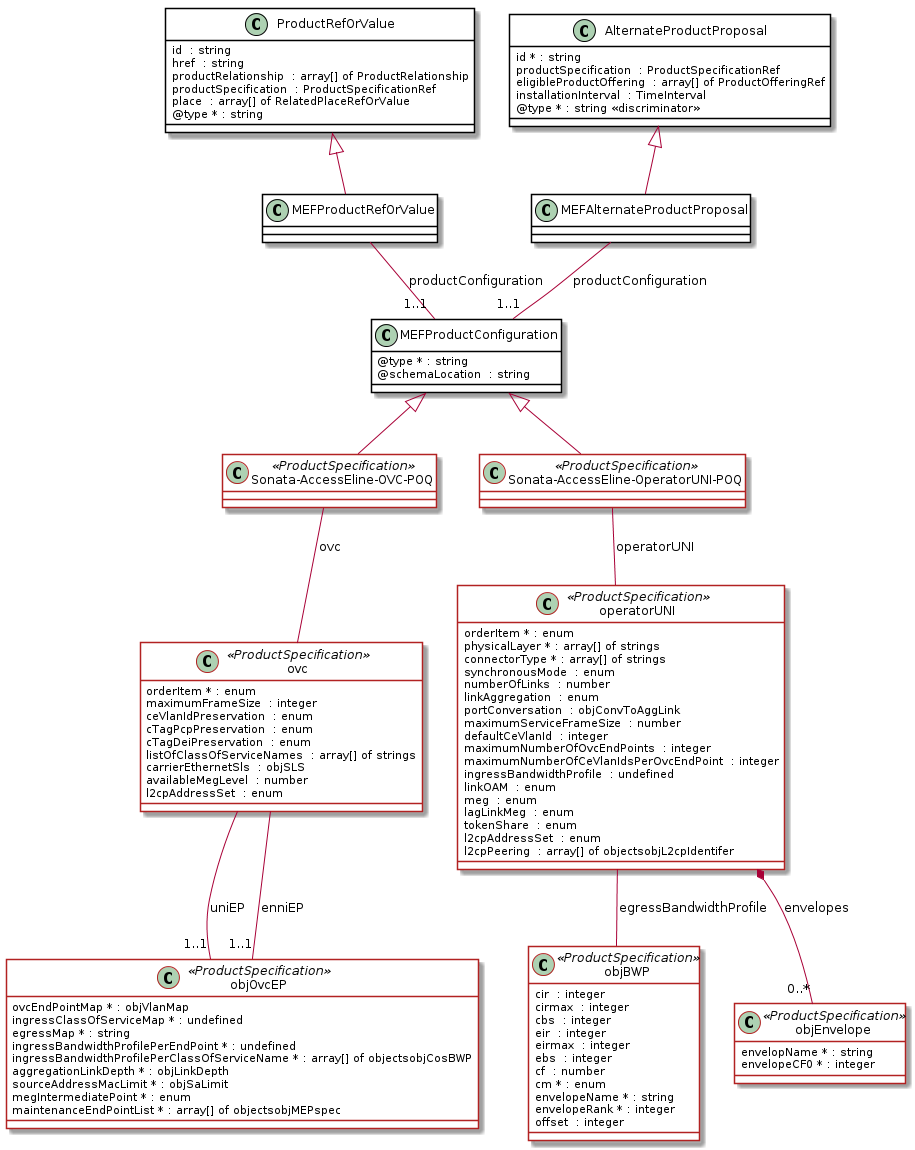 C ProductRefOrValue
id : string
href : string
productRelationship : array[] of ProductRelationship
productSpecification : ProductSpecificationRef
place : array[] of RelatedPlaceRefOrValue
@type * : string
C AlternateProductProposal
id * : string
productSpecification : ProductSpecificationRef
eligibleProductOffering : array[] of ProductOfferingRef
installationInterval : TimeInterval
@type * : string «discriminator»
C MEFProductRefOrValue
C MEFAlternateProductProposal
productConfiguration
productConfiguration
1..1
1..1
C MEFProductConfiguration
@type * : string
@schemaLocation : string
«ProductSpecification»
C Sonata-AccessEline-OVC-POQ
«ProductSpecification»
C Sonata-AccessEline-OperatorUNI-POQ
ovc
operatorUNI
«ProductSpecification»
C operatorUNI
orderItem * : enum
physicalLayer * : array[] of strings
connectorType * : array[] of strings
synchronousMode : enum
numberOfLinks : number
linkAggregation : enum
portConversation : objConvToAggLink
maximumServiceFrameSize : number
defaultCeVlanId : integer
maximumNumberOfOvcEndPoints : integer
maximumNumberOfCeVlanIdsPerOvcEndPoint : integer
ingressBandwidthProfile : undefined
linkOAM : enum
meg : enum
lagLinkMeg : enum
tokenShare : enum
l2cpAddressSet : enum
l2cpPeering : array[] of objectsobjL2cpIdentifer
«ProductSpecification»
C ovc
orderItem * : enum
maximumFrameSize : integer
ceVlanIdPreservation : enum
cTagPcpPreservation : enum
cTagDeiPreservation : enum
listOfClassOfServiceNames : array[] of strings
carrierEthernetSls : objSLS
availableMegLevel : number
l2cpAddressSet : enum
uniEP
enniEP
egressBandwidthProfile
envelopes
1..1
1..1
0..*
«ProductSpecification»
C objOvcEP
ovcEndPointMap * : objVlanMap
ingressClassOfServiceMap * : undefined
egressMap * : string
ingressBandwidthProfilePerEndPoint * : undefined
ingressBandwidthProfilePerClassOfServiceName * : array[] of objectsobjCosBWP
aggregationLinkDepth * : objLinkDepth
sourceAddressMacLimit * : objSaLimit
megIntermediatePoint * : enum
maintenanceEndPointList * : array[] of objectsobjMEPspec
«ProductSpecification»
C objBWP
cir : integer
cirmax : integer
cbs : integer
eir : integer
eirmax : integer
ebs : integer
cf : number
cm * : enum
envelopeName * : string
envelopeRank * : integer
offset : integer
«ProductSpecification»
C objEnvelope
envelopName * : string
envelopeCF0 * : integer